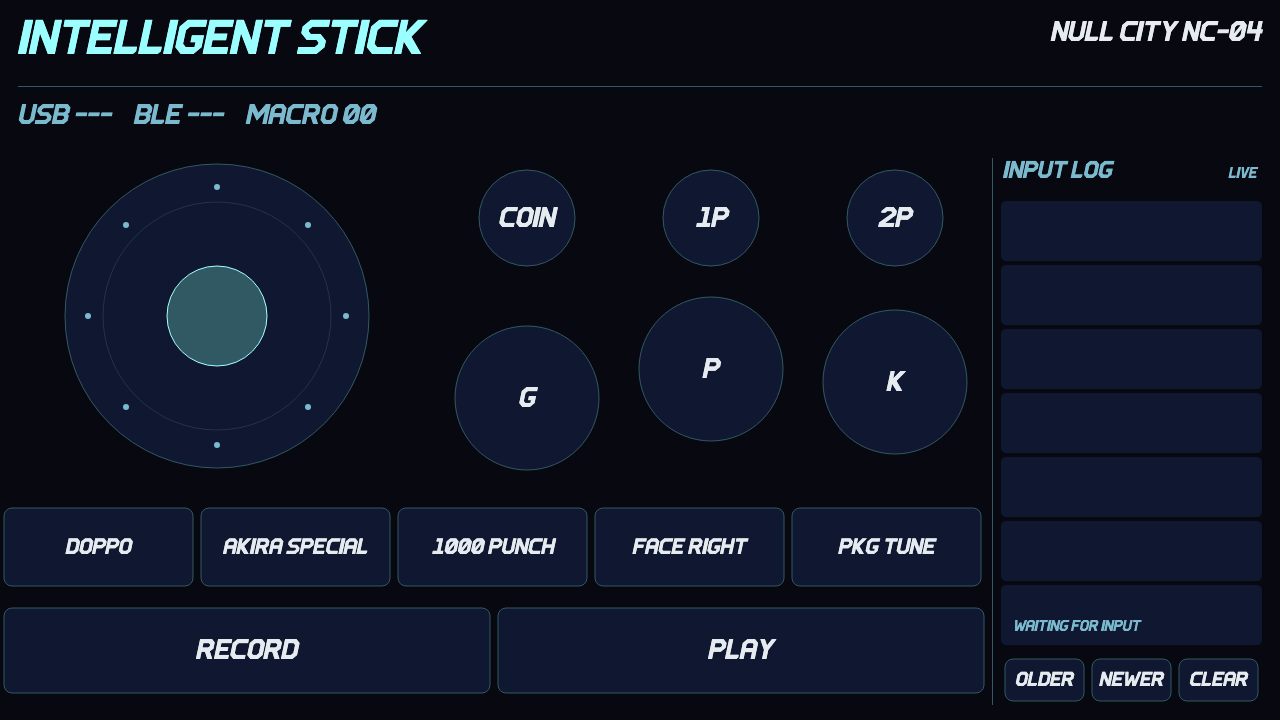 INTELLIGENT STICK
NULL CITY NC-04
USB --- BLE --- MACRO 00
INPUT LOG
LIVE
COIN
1P
2P
G
P
K
DOPPO
AKIRA SPECIAL
1000 PUNCH
FACE RIGHT
PKG TUNE
RECORD
PLAY
WAITING FOR INPUT
OLDER
NEWER
CLEAR